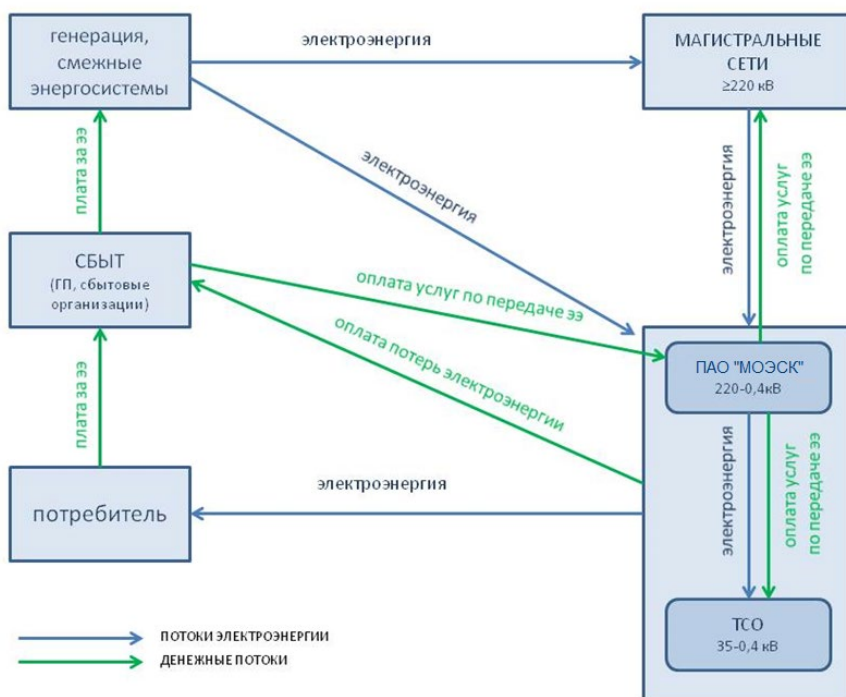 генерация,
смежные
энергосистемы
электроэнергия
МАГИСТРАЛЬНЫЕ
СЕТИ
≥220 кВ
плата за ээ
электроэнергия
электроэнергия
оплата услуг
по передаче ээ
СБЫТ
(ГП, сбытовые
организации)
оплата услуг по передаче ээ
оплата потерь электроэнергии
ПАО "МОЭСК"
220-0,4кВ
плата за ээ
электроэнергия
оплата услуг
по передаче ээ
потребитель
электроэнергия
ТСО
35-0,4 кВ
ПОТОКИ ЭЛЕКТРОЭНЕРГИИ
ДЕНЕЖНЫЕ ПОТОКИ